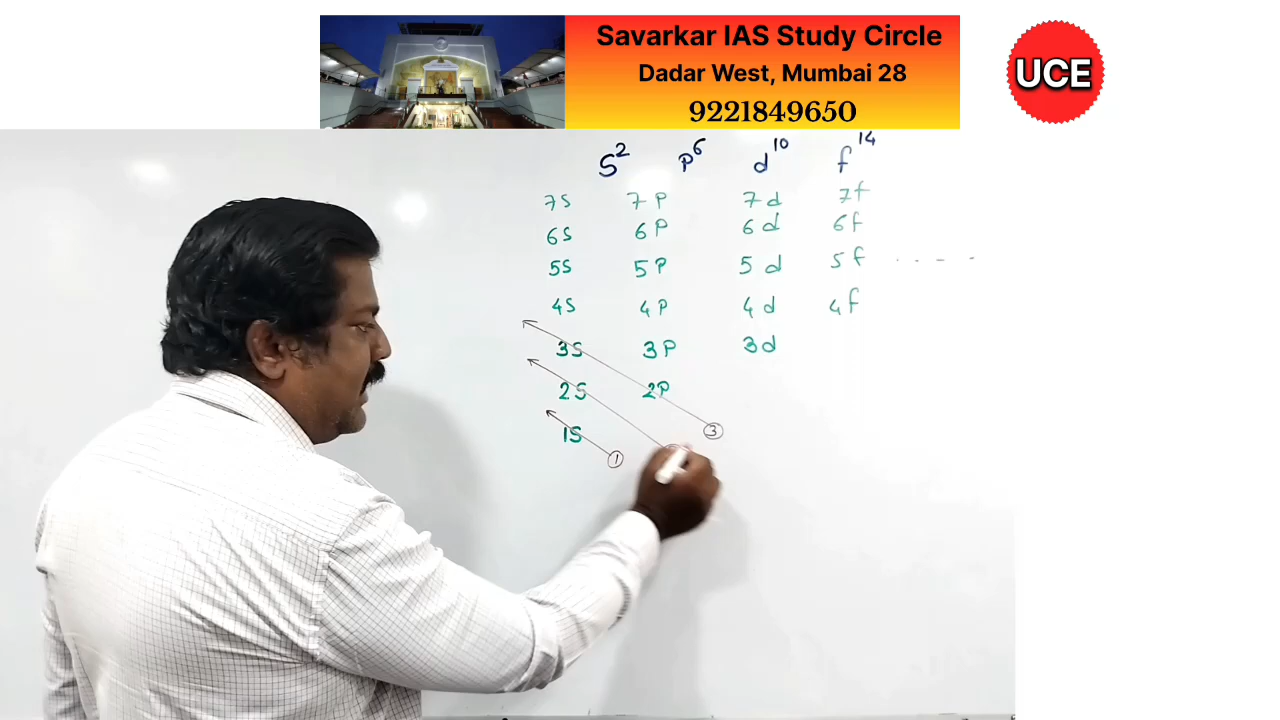 Savarkar IAS Study Circle
Dadar West, Mumbai 28
9221849650
UCE
S² P⁶ d¹⁰ f¹⁴
7S 7P 7d 7f
6S 6P 6d 6f
5S 5P 5d 5f . . - - -
4S 4P 4d 4f
3S 3P 3d
2S 2P
1S
1
3